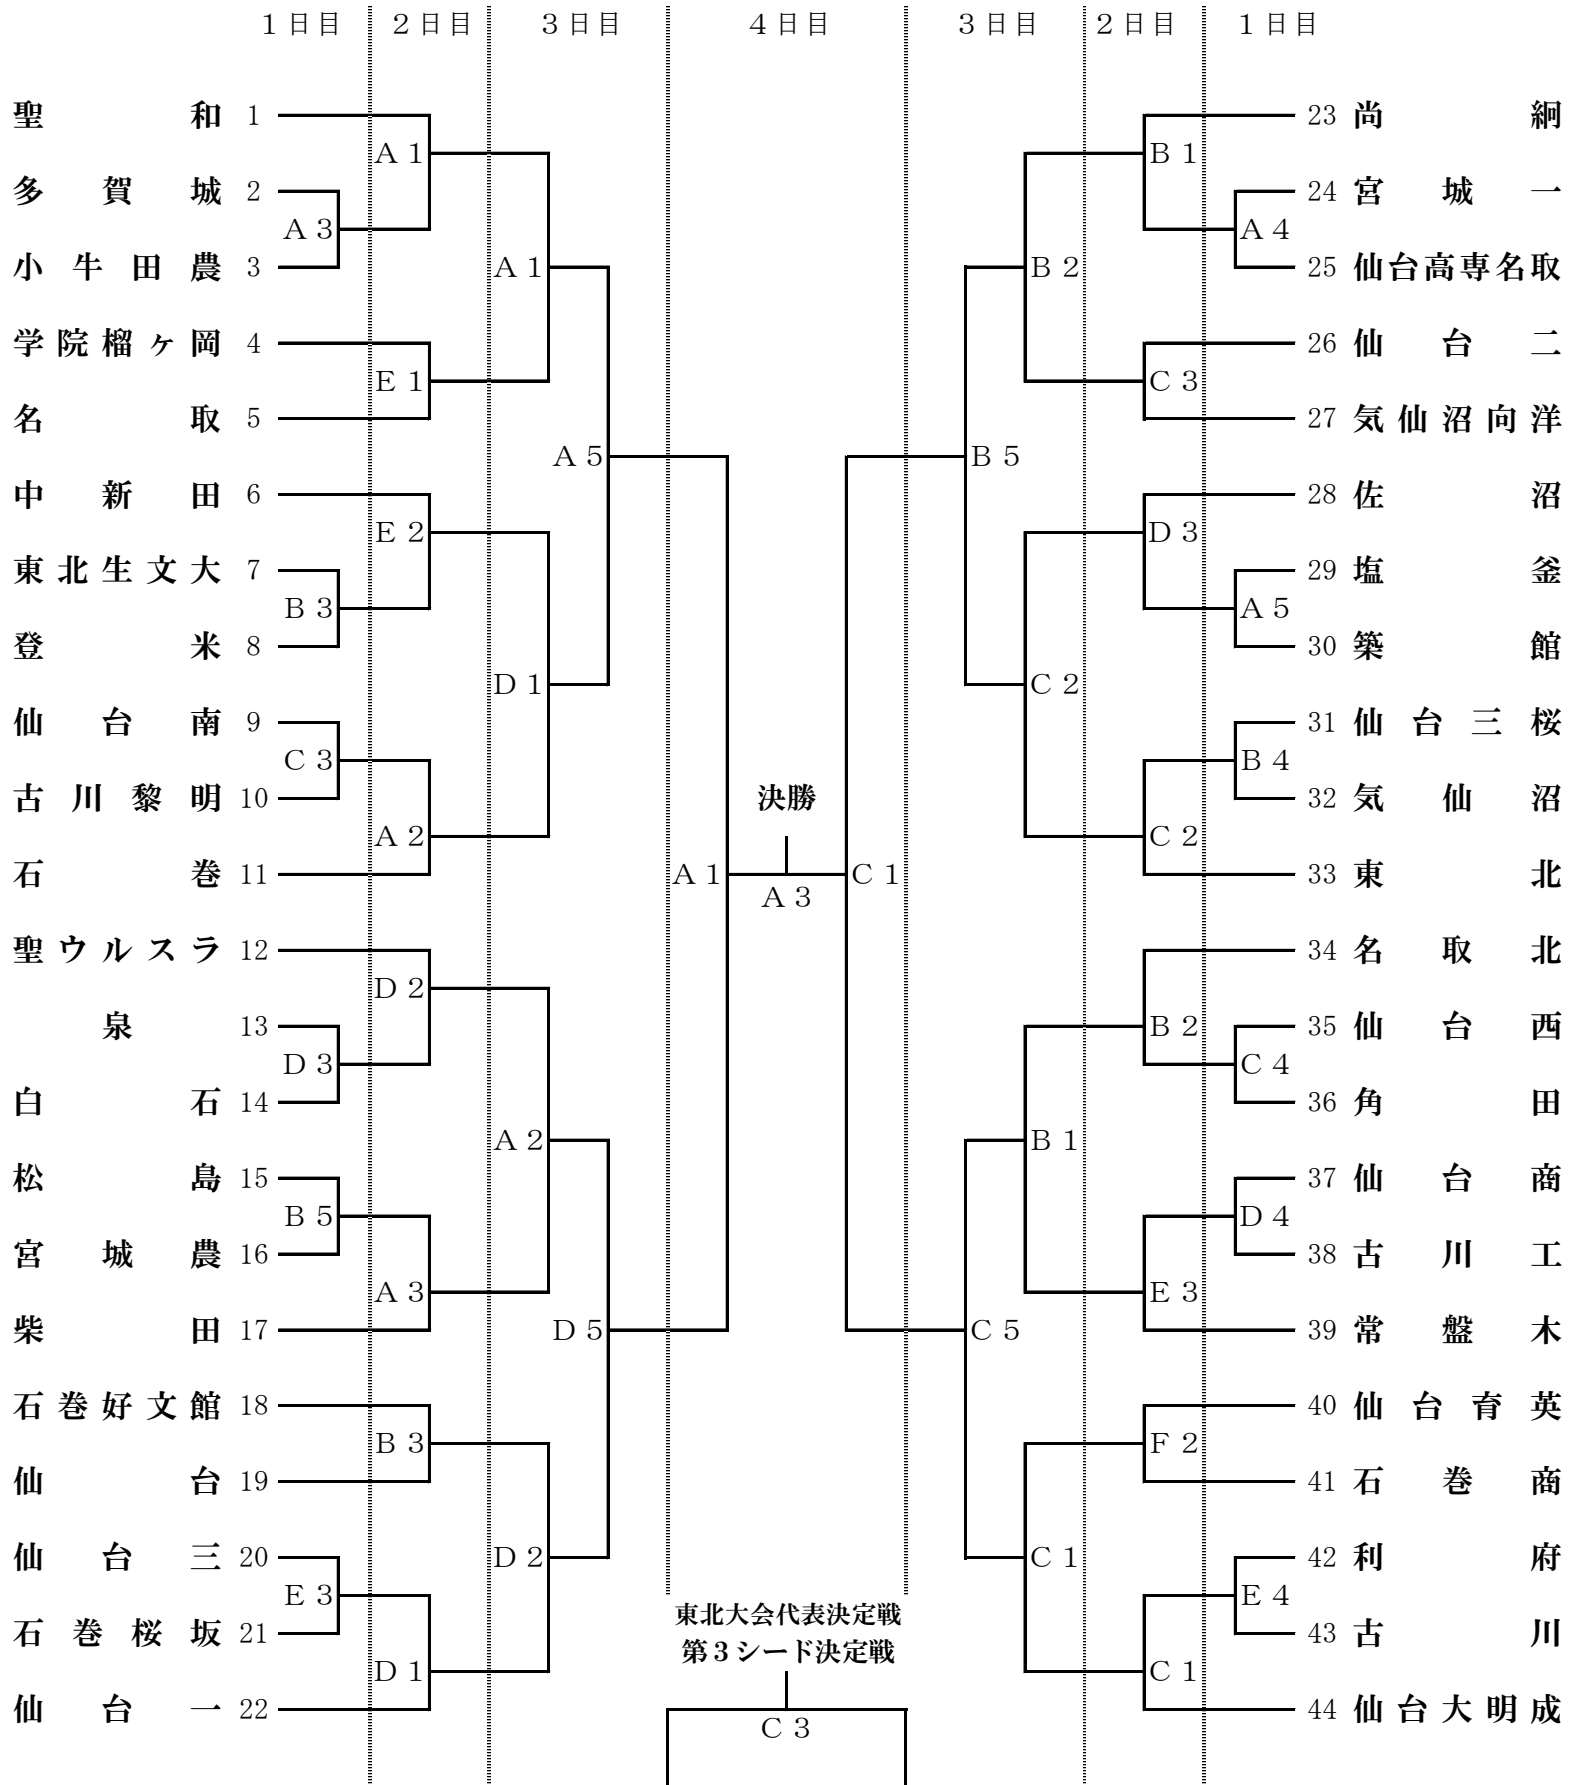 １日目 ２日目 ３日目 ４日目 ３日目 ２日目 １日目
聖和 1 23 尚絅
Ａ１ Ｂ１
多賀城 2 24 宮城一
Ａ３ Ａ４
小牛田農 3 Ａ１ Ｂ２ 25 仙台高専名取
学院榴ヶ岡 4 26 仙台二
Ｅ１ Ｃ３
名取 5 27 気仙沼向洋
Ａ５ Ｂ５
中新田 6 28 佐沼
Ｅ２ Ｄ３
東北生文大 7 29 塩釜
Ｂ３ Ａ５
登米 8 30 築館
Ｄ１ Ｃ２
仙台南 9 31 仙台三桜
Ｃ３ Ｂ４
古川黎明 10 決勝 32 気仙沼
Ａ２ Ｃ２
石巻 11 Ａ１ Ｃ１ 33 東北
Ａ３
聖ウルスラ 12 34 名取北
Ｄ２
泉 13 Ｂ２ 35 仙台西
Ｄ３ Ｃ４
白石 14 36 角田
Ａ２ Ｂ１
松島 15 37 仙台商
Ｂ５ Ｄ４
宮城農 16 38 古川工
Ａ３ Ｅ３
柴田 17 Ｄ５ Ｃ５ 39 常盤木
石巻好文館 18 40 仙台育英
Ｂ３ Ｆ２
仙台 19 41 石巻商
仙台三 20 Ｄ２ Ｃ１ 42 利府
Ｅ３ Ｅ４
東北大会代表決定戦
石巻桜坂 21 43 古川
第３シード決定戦
Ｄ１ Ｃ１
仙台一 22 44 仙台大明成
Ｃ３